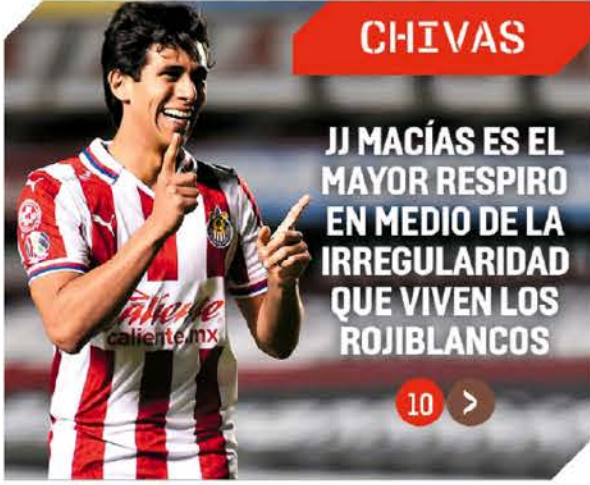 CHIVAS
JJ MACÍAS ES EL
MAYOR RESPIRO
EN MEDIO DE LA
IRREGULARIDAD
QUE VIVEN LOS
ROJIBLANCOS
10 >
Caliente
caliente.mx